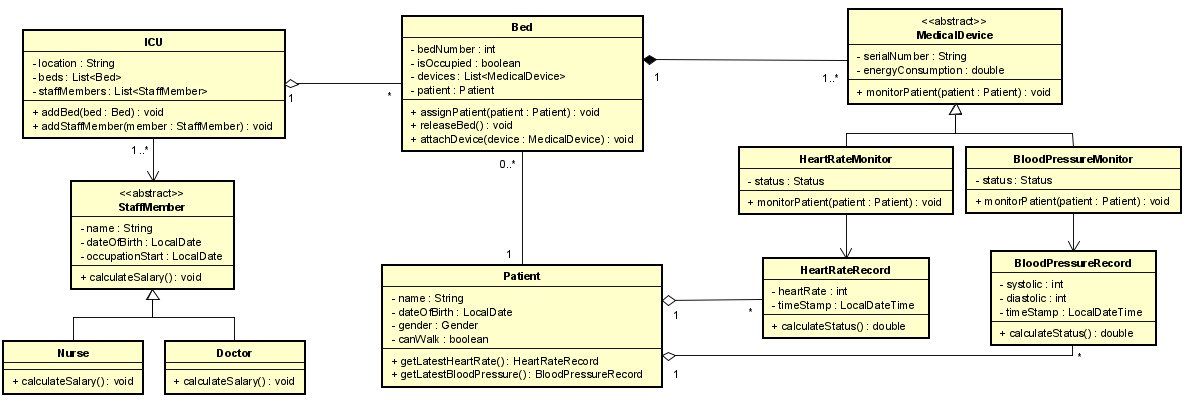 ICU
- location : String
- beds : List<Bed>
- staffMembers : List<StaffMember>
+ addBed(bed : Bed) : void
+ addStaffMember(member : StaffMember) : void
1
*
Bed
- bedNumber : int
- isOccupied : boolean
- devices : List<MedicalDevice>
- patient : Patient
+ assignPatient(patient : Patient) : void
+ releaseBed() : void
+ attachDevice(device : MedicalDevice) : void
1
1..*
<<abstract>>
MedicalDevice
- serialNumber : String
- energyConsumption : double
+ monitorPatient(patient : Patient) : void
1..*
0..*
1
<<abstract>>
StaffMember
- name : String
- dateOfBirth : LocalDate
- occupationStart : LocalDate
+ calculateSalary() : void
HeartRateMonitor
- status : Status
+ monitorPatient(patient : Patient) : void
BloodPressureMonitor
- status : Status
+ monitorPatient(patient : Patient) : void
Patient
- name : String
- dateOfBirth : LocalDate
- gender : Gender
- canWalk : boolean
+ getLatestHeartRate() : HeartRateRecord
+ getLatestBloodPressure() : BloodPressureRecord
1
*
1
*
HeartRateRecord
- heartRate : int
- timeStamp : LocalDateTime
+ calculateStatus() : double
BloodPressureRecord
- systolic : int
- diastolic : int
- timeStamp : LocalDateTime
+ calculateStatus() : double
Nurse
+ calculateSalary() : void
Doctor
+ calculateSalary() : void